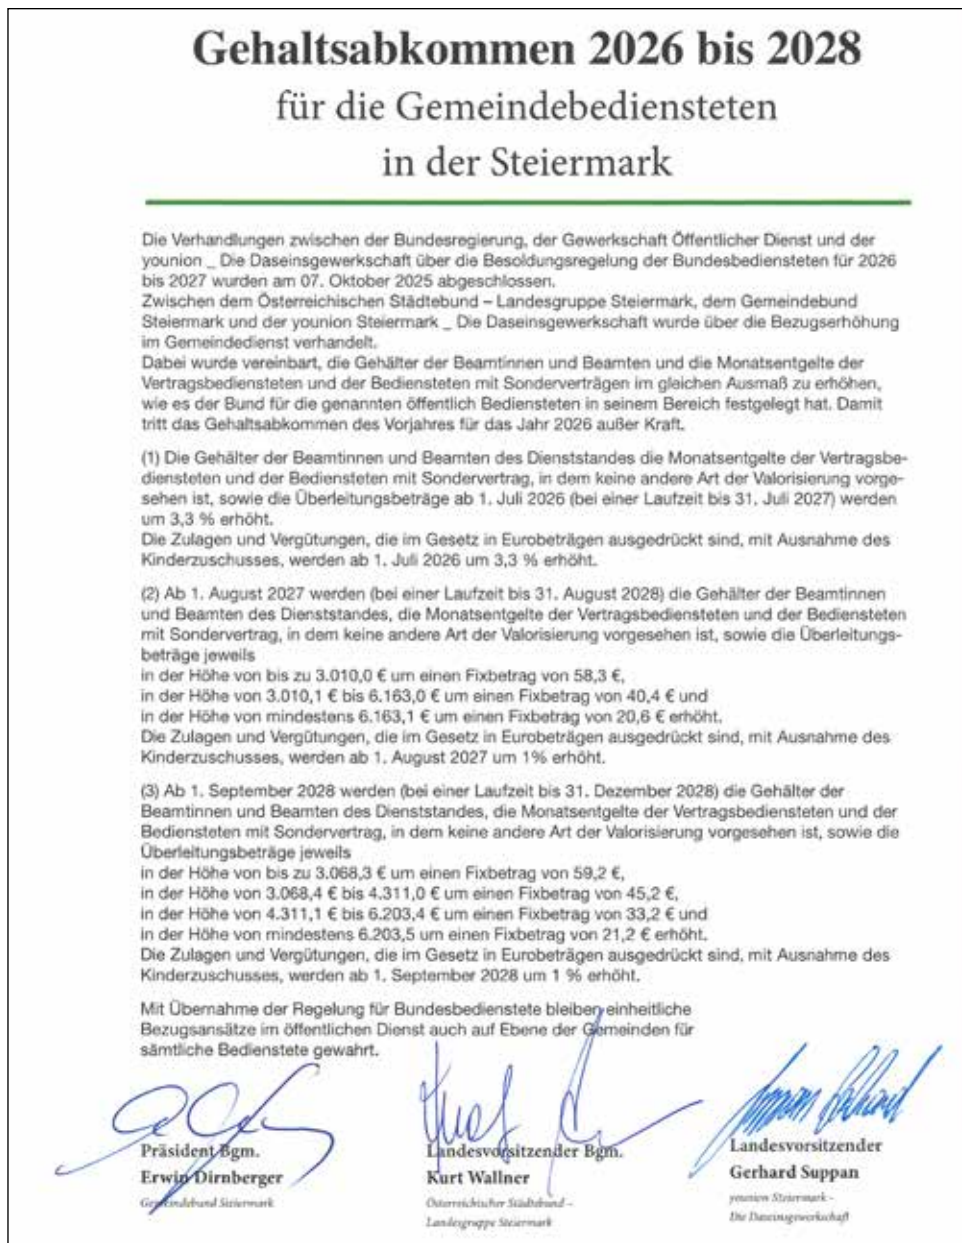 Gehaltsabkommen 2026 bis 2028
für die Gemeindebediensteten
in der Steiermark
Die Verhandlungen zwischen der Bundesregierung, der Gewerkschaft Öffentlicher Dienst und der
younion _ Die Daseinsgewerkschaft über die Besoldungsregelung der Bundesbediensteten für 2026
bis 2027 wurden am 07. Oktober 2025 abgeschlossen.
Zwischen dem Österreichischen Städtebund – Landesgruppe Steiermark, dem Gemeindebund
Steiermark und der younion Steiermark _ Die Daseinsgewerkschaft wurde über die Bezugserhöhung
im Gemeindedienst verhandelt.
Dabei wurde vereinbart, die Gehälter der Beamtinnen und Beamten und die Monatsentgelte der
Vertragsbediensteten und der Bediensteten mit Sonderverträgen im gleichen Ausmaß zu erhöhen,
wie es der Bund für die genannten öffentlich Bediensteten in seinem Bereich festgelegt hat. Damit
tritt das Gehaltsabkommen des Vorjahres für das Jahr 2026 außer Kraft.
(1) Die Gehälter der Beamtinnen und Beamten des Dienststandes die Monatsentgelte der Vertragsbe-
diensteten und der Bediensteten mit Sondervertrag, in dem keine andere Art der Valorisierung vorge-
sehen ist, sowie die Überleitungsbeträge ab 1. Juli 2026 (bei einer Laufzeit bis 31. Juli 2027) werden
um 3,3 % erhöht.
Die Zulagen und Vergütungen, die im Gesetz in Eurobeträgen ausgedrückt sind, mit Ausnahme des
Kinderzuschusses, werden ab 1. Juli 2026 um 3,3 % erhöht.
(2) Ab 1. August 2027 werden (bei einer Laufzeit bis 31. August 2028) die Gehälter der Beamtinnen
und Beamten des Dienststandes, die Monatsentgelte der Vertragsbediensteten und der Bediensteten
mit Sondervertrag, in dem keine andere Art der Valorisierung vorgesehen ist, sowie die Überleitungs-
beträge jeweils
in der Höhe von bis zu 3.010,0 € um einen Fixbetrag von 58,3 €,
in der Höhe von 3.010,1 € bis 6.163,0 € um einen Fixbetrag von 40,4 € und
in der Höhe von mindestens 6.163,1 € um einen Fixbetrag von 20,6 € erhöht.
Die Zulagen und Vergütungen, die im Gesetz in Eurobeträgen ausgedrückt sind, mit Ausnahme des
Kinderzuschusses, werden ab 1. August 2027 um 1% erhöht.
(3) Ab 1. September 2028 werden (bei einer Laufzeit bis 31. Dezember 2028) die Gehälter der
Beamtinnen und Beamten des Dienststandes, die Monatsentgelte der Vertragsbediensteten und der
Bediensteten mit Sondervertrag, in dem keine andere Art der Valorisierung vorgesehen ist, sowie die
Überleitungsbeträge jeweils
in der Höhe von bis zu 3.068,3 € um einen Fixbetrag von 59,2 €,
in der Höhe von 3.068,4 € bis 4.311,0 € um einen Fixbetrag von 45,2 €,
in der Höhe von 4.311,1 € bis 6.203,4 € um einen Fixbetrag von 33,2 € und
in der Höhe von mindestens 6.203,5 um einen Fixbetrag von 21,2 € erhöht.
Die Zulagen und Vergütungen, die im Gesetz in Eurobeträgen ausgedrückt sind, mit Ausnahme des
Kinderzuschusses, werden ab 1. September 2028 um 1 % erhöht.
Mit Übernahme der Regelung für Bundesbedienstete bleiben einheitliche
Bezugsansätze im öffentlichen Dienst auch auf Ebene der Gemeinden für
sämtliche Bedienstete gewahrt.
Präsident Bgm.
Erwin Dirnberger
Gemeindebund Steiermark
Landesvorsitzender Bgm.
Kurt Wallner
Österreichischer Städtebund –
Landesgruppe Steiermark
Landesvorsitzender
Gerhard Suppan
younion Steiermark -
Die Daseinsgewerkschaft